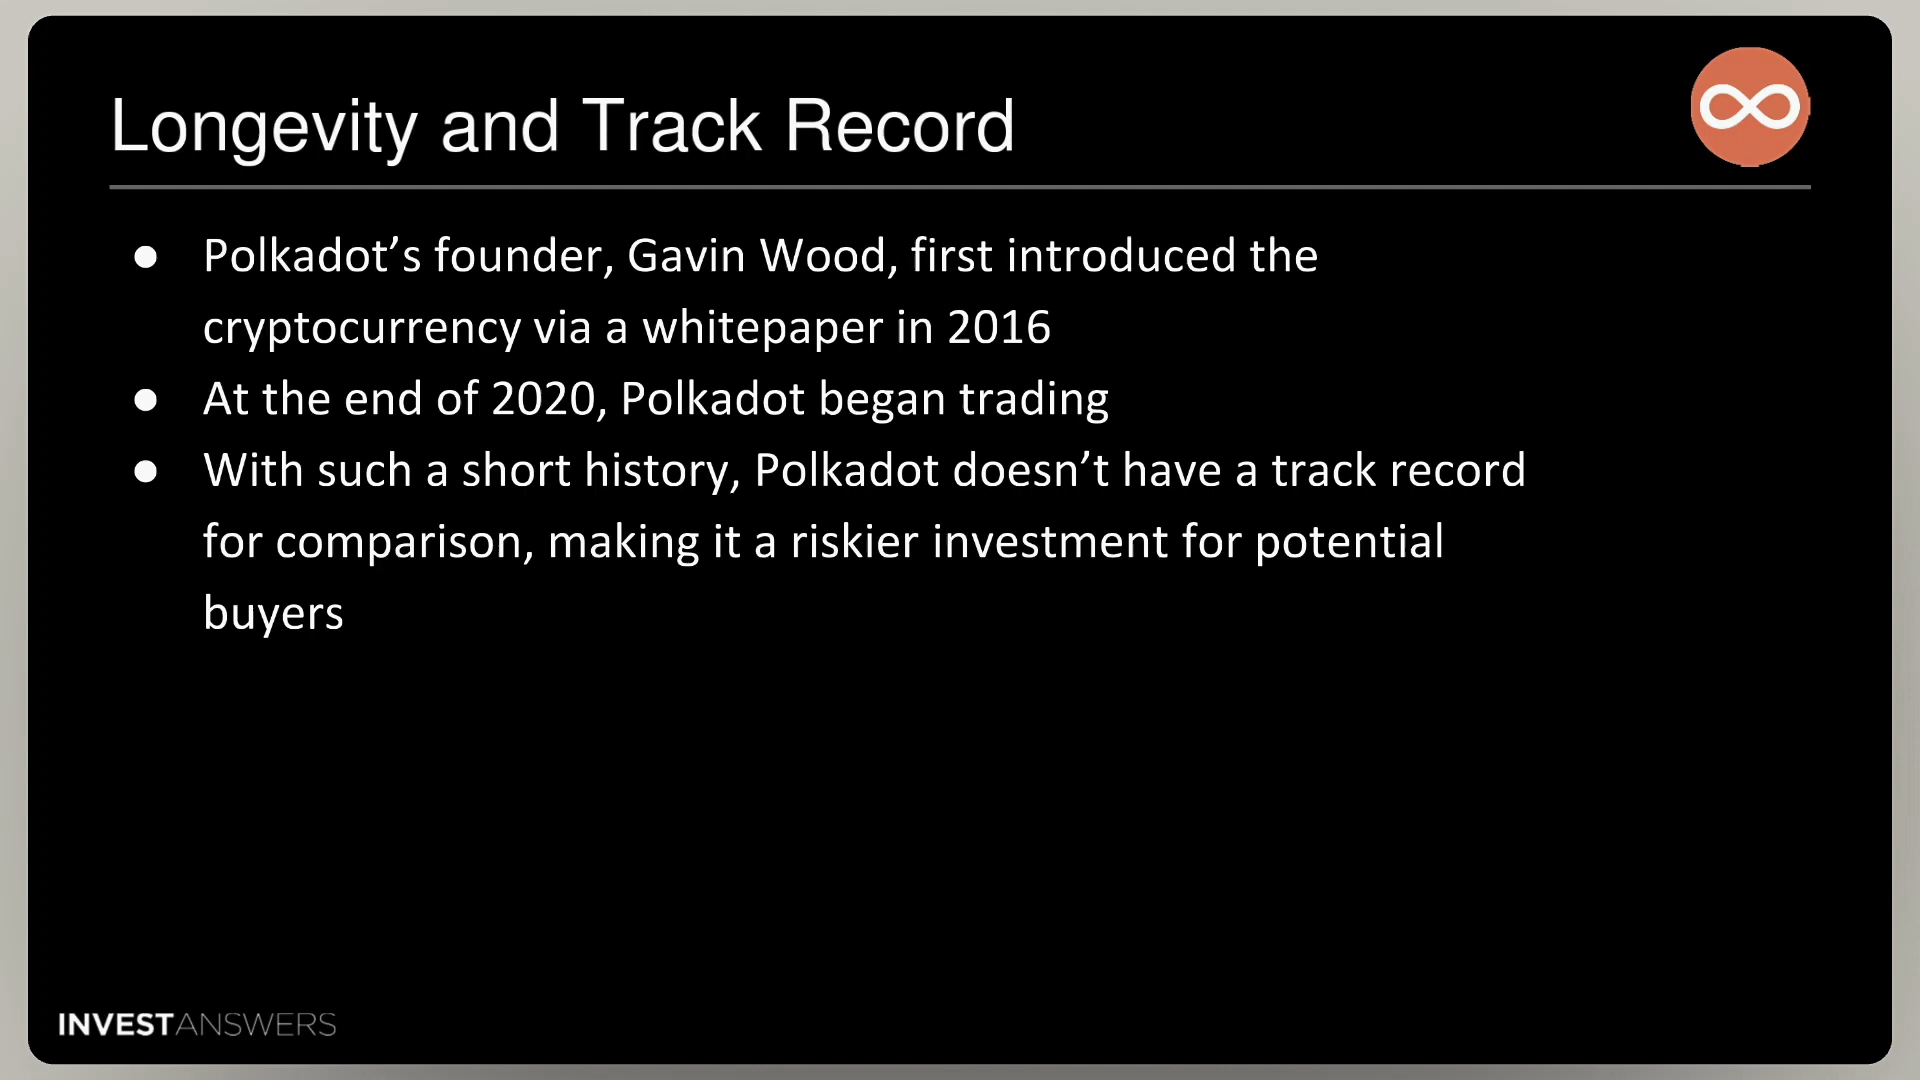 Longevity and Track Record
● Polkadot’s founder, Gavin Wood, first introduced the
cryptocurrency via a whitepaper in 2016
● At the end of 2020, Polkadot began trading
● With such a short history, Polkadot doesn’t have a track record
for comparison, making it a riskier investment for potential
buyers
INVESTANSWERS